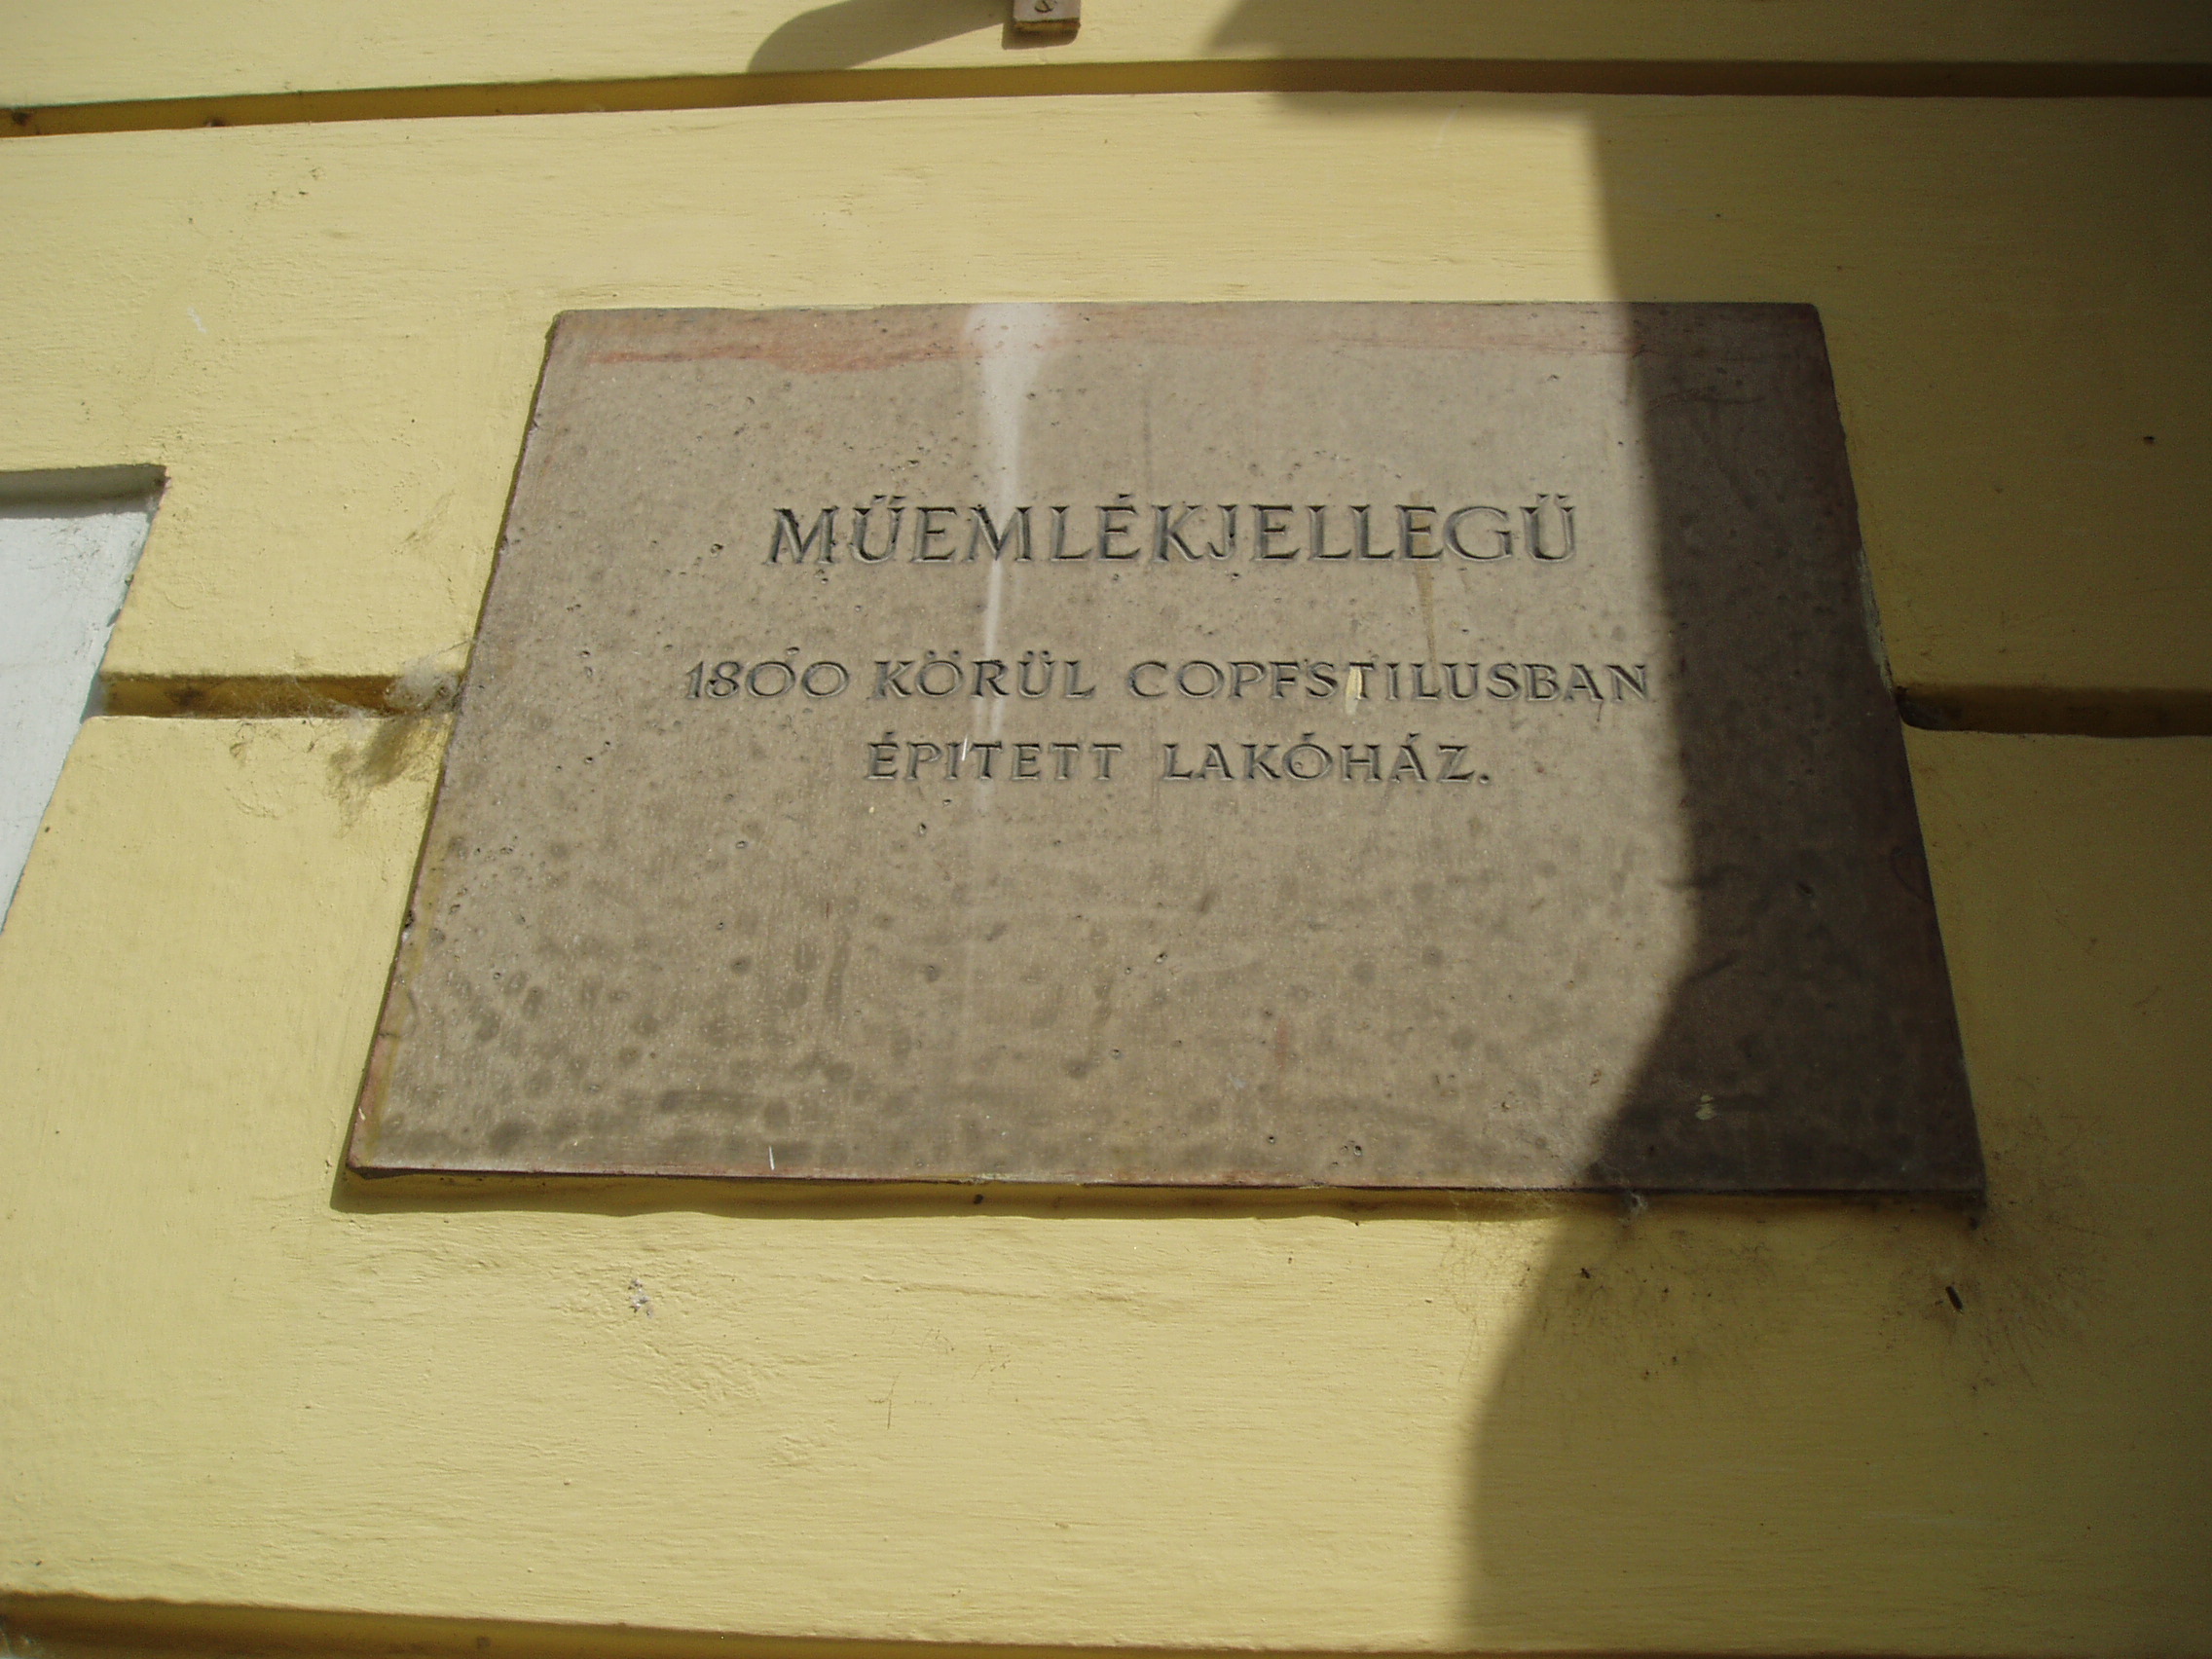 MŰEMLÉKJELLEGŰ
1800 KÖRÜL COPFSTILUSBAN
ÉPITETT LAKÓHÁZ.